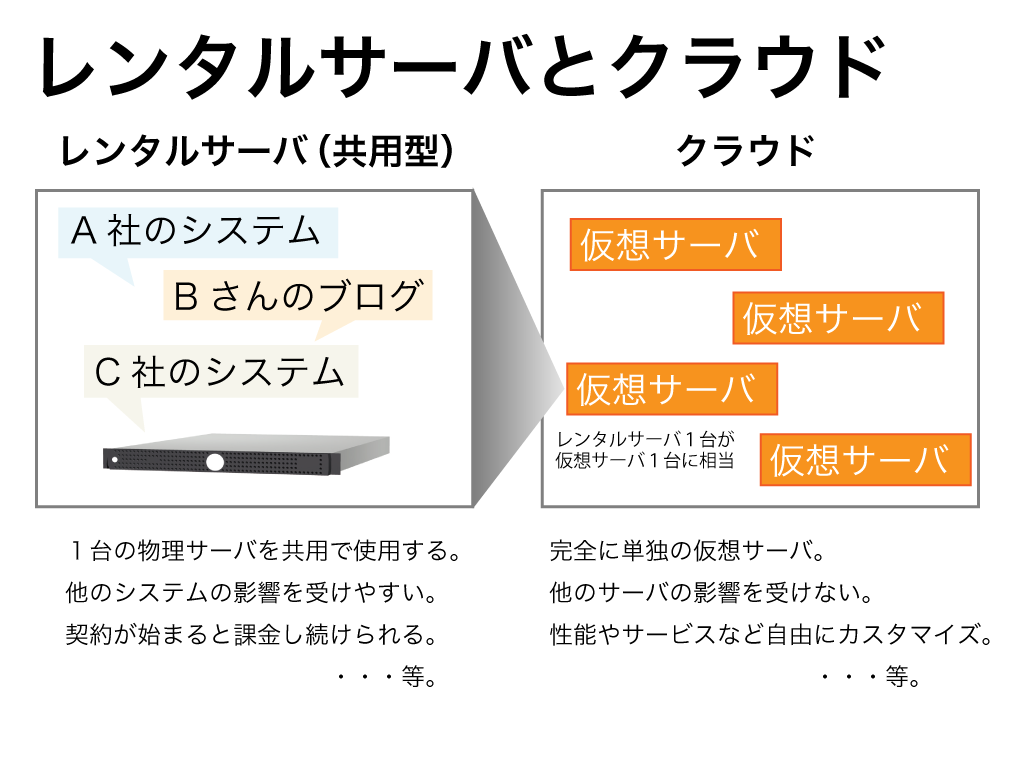 レンタルサーバとクラウド
レンタルサーバ（共用型）
A 社のシステム
B さんのブログ
C 社のシステム
１台の物理サーバを共用で使用する。
他のシステムの影響を受けやすい。
契約が始まると課金し続けられる。
・・・等。
クラウド
仮想サーバ
仮想サーバ
仮想サーバ
レンタルサーバ１台が
仮想サーバ１台に相当
仮想サーバ
完全に単独の仮想サーバ。
他のサーバの影響を受けない。
性能やサービスなど自由にカスタマイズ。
・・・等。